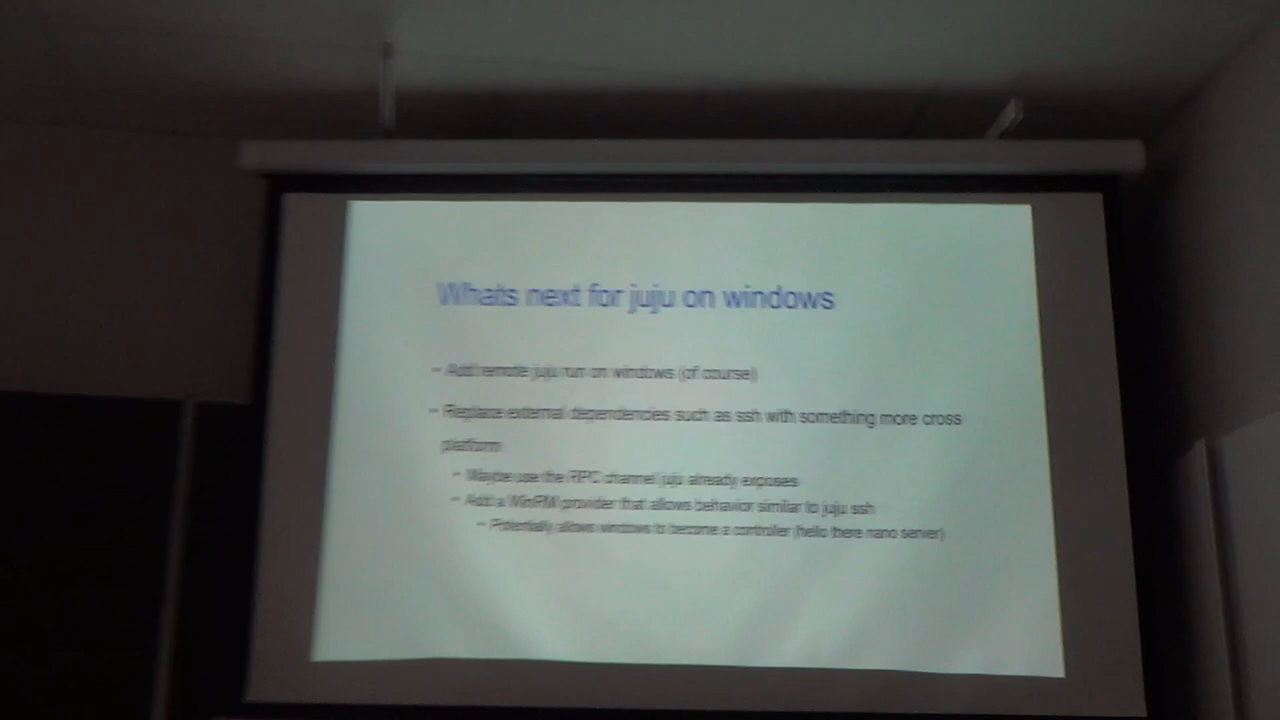 Whats next for juju on windows
- Add remote juju run on windows (of course)
- Replace external dependencies such as ssh with something more cross
platform
- Maybe use the RPC channel juju already exposes
- Add a WinRM provider that allows behavior similar to juju ssh
- Potentially allows windows to become a controller (hello there nano server)